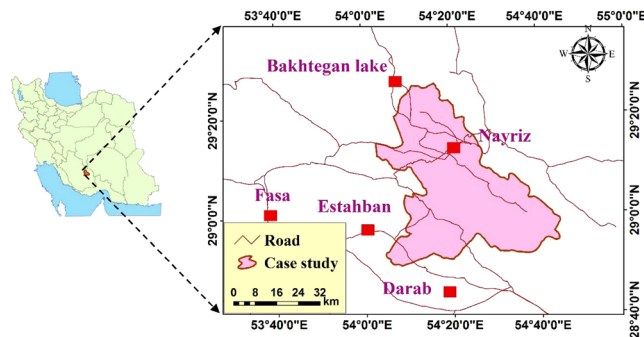 53°40'0"E 54°0'0"E 54°20'0"E 54°40'0"E 55°0'0"E
N
W E
S
Bakhtegan lake
29°20'0"N
29°20'0"N
Nayriz
Fasa
Estahban
29°0'0"N
29°0'0"N
Road
Case study
0 8 16 24 32
km
Darab
28°40'0"N
53°40'0"E 54°0'0"E 54°20'0"E 54°40'0"E